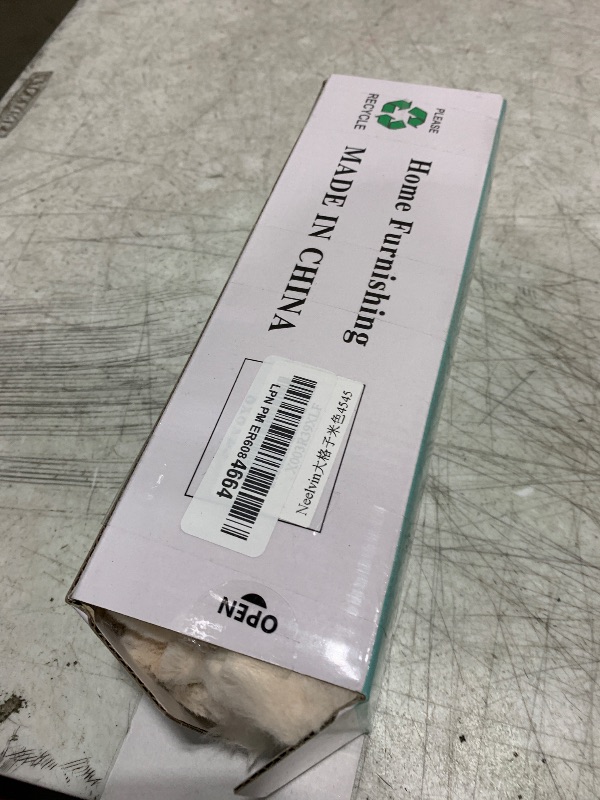 PLEASE
RECYCLE
Home Furnishing
MADE IN CHINA
LPN PM ER6084664
Neelvin大格子米色4545
OPEN